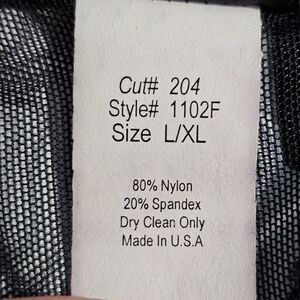 Cut# 204
Style# 1102F
Size L/XL
80% Nylon
20% Spandex
Dry Clean Only
Made In U.S.A